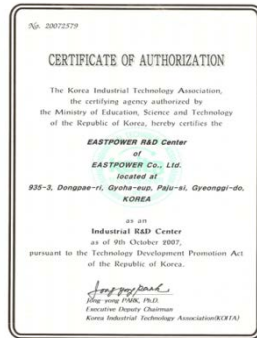 No. 20072579
CERTIFICATE OF AUTHORIZATION
The Korea Industrial Technology Association,
the certifying agency authorized by
the Ministry of Education, Science and Technology
of the Republic of Korea, hereby certifies the
EASTPOWER R&D Center
of
EASTPOWER Co., Ltd.
located at
935-3, Dongpae-ri, Gyoha-eup, Paju-si, Gyeonggi-do,
KOREA
as an
Industrial R&D Center
as of 9th October 2007,
pursuant to the Technology Development Promotion Act
of the Republic of Korea.
Jong-yong PARK, Ph.D.
Executive Deputy Chairman
Korea Industrial Technology Association(KOITA)